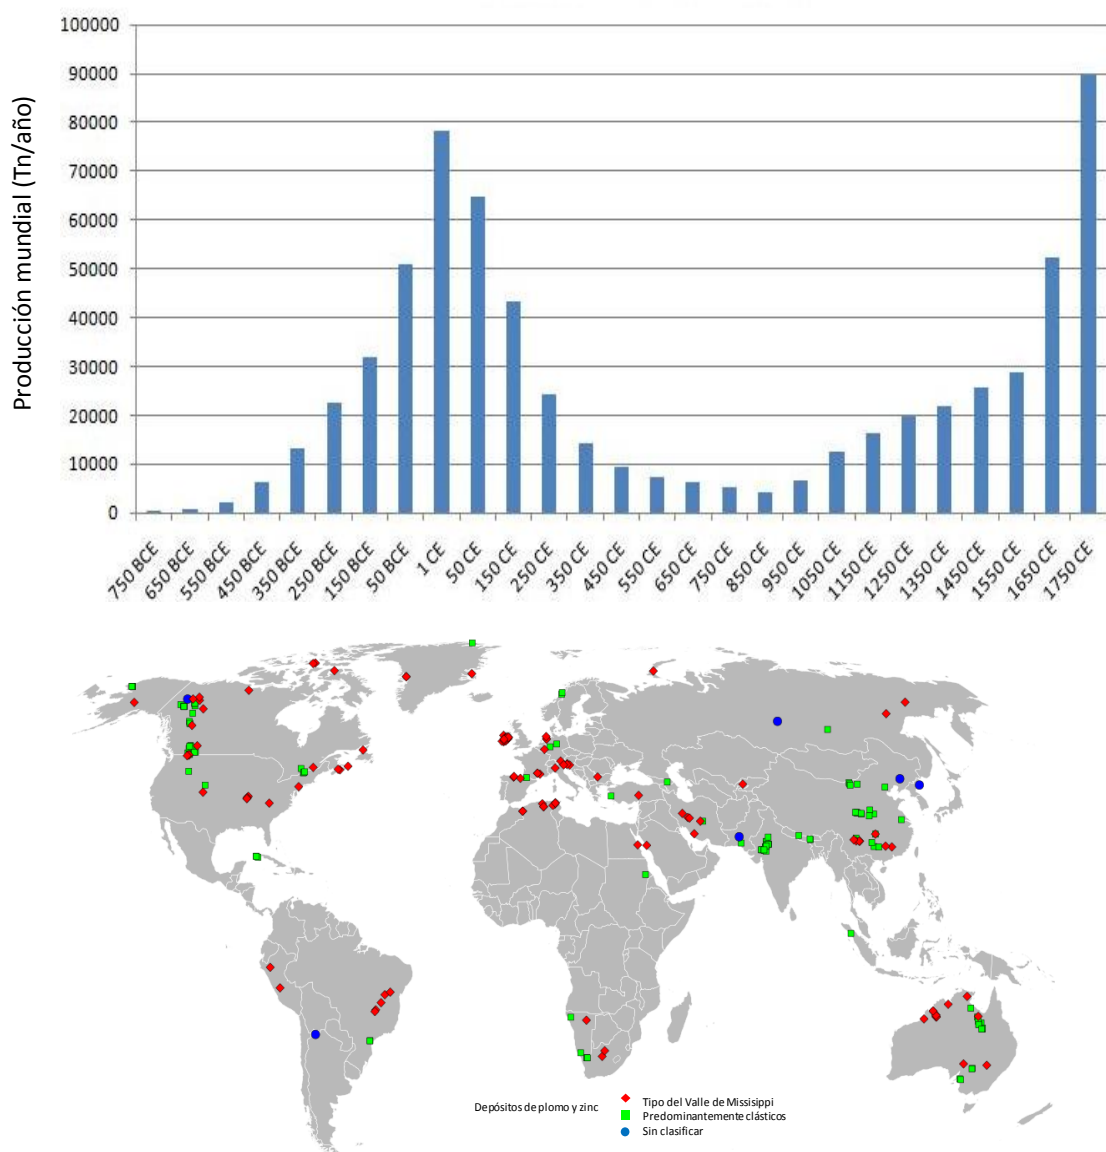 100000
90000
80000
70000
60000
50000
40000
30000
20000
10000
0
Producción mundial (Tn/año)
750 BCE
650 BCE
550 BCE
450 BCE
350 BCE
250 BCE
150 BCE
50 BCE
1 CE
50 CE
150 CE
250 CE
350 CE
450 CE
550 CE
650 CE
750 CE
850 CE
950 CE
1050 CE
1150 CE
1250 CE
1350 CE
1450 CE
1550 CE
1650 CE
1750 CE
Depósitos de plomo y zinc
Tipo del Valle de Missisippi
Predominantemente clásticos
Sin clasificar